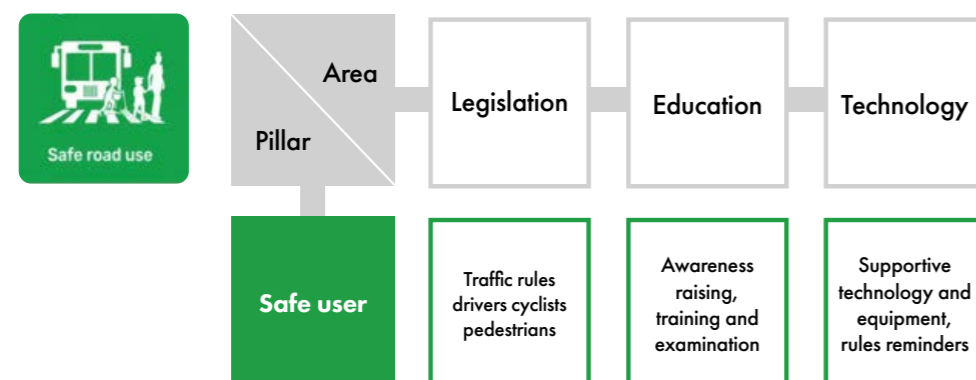 Safe road use
Area
Pillar
Legislation
Education
Technology
Safe user
Traffic rules
drivers cyclists
pedestrians
Awareness
raising,
training and
examination
Supportive
technology and
equipment,
rules reminders